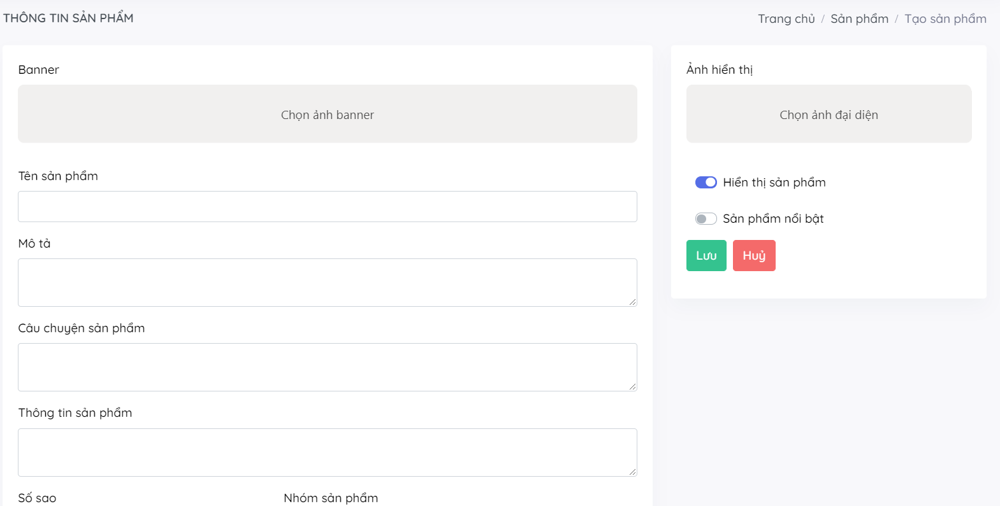 THÔNG TIN SẢN PHẨM
Trang chủ / Sản phẩm / Tạo sản phẩm
Banner
Chọn ảnh banner
Tên sản phẩm
Mô tả
Câu chuyện sản phẩm
Thông tin sản phẩm
Số sao
Nhóm sản phẩm
Ảnh hiển thị
Chọn ảnh đại diện
Hiển thị sản phẩm
Sản phẩm nổi bật
Lưu
Huỷ